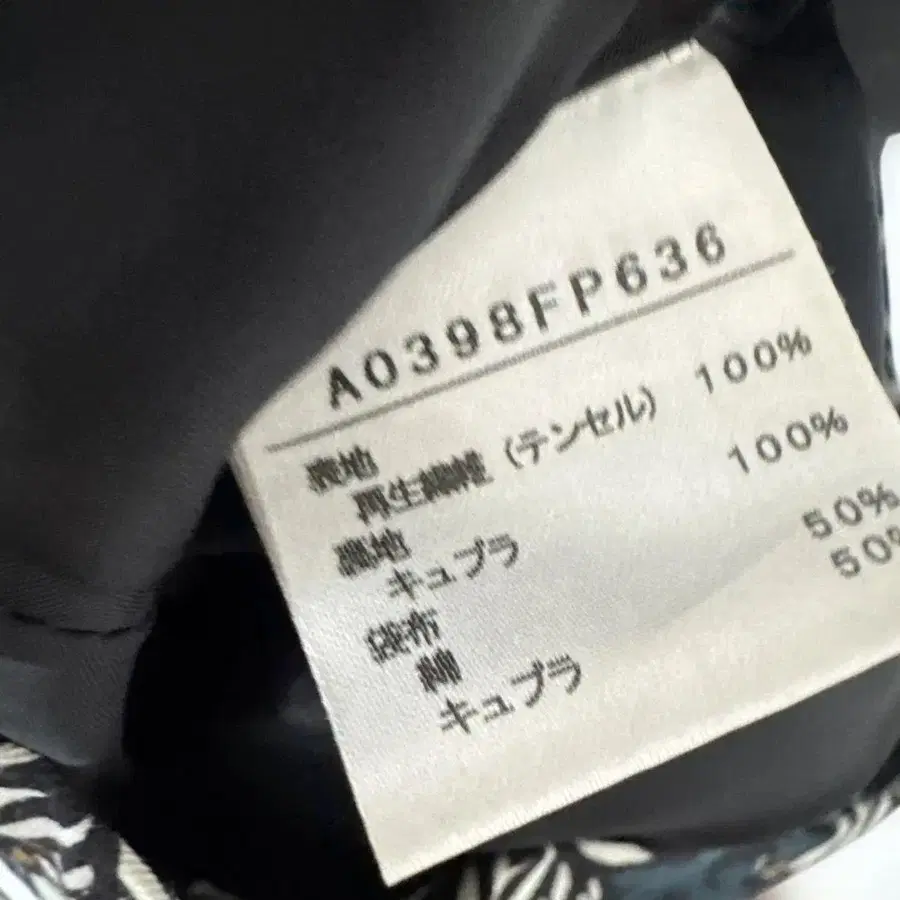 A0398FP636
表地
再生繊維(テンセル) 100%
裏地
キュプラ 100%
袋布
綿 50%
キュプラ 50%